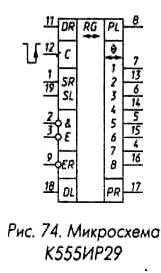 11 DR RG PL 8
12 C Ф
1 7
1 SR 2 13
19 SL 3 6
4 14
2 & 5 5
3 E 6 15
7 4
9 ER 8 16
18 DL PR 17
Рис. 74. Микросхема
К555ИР29